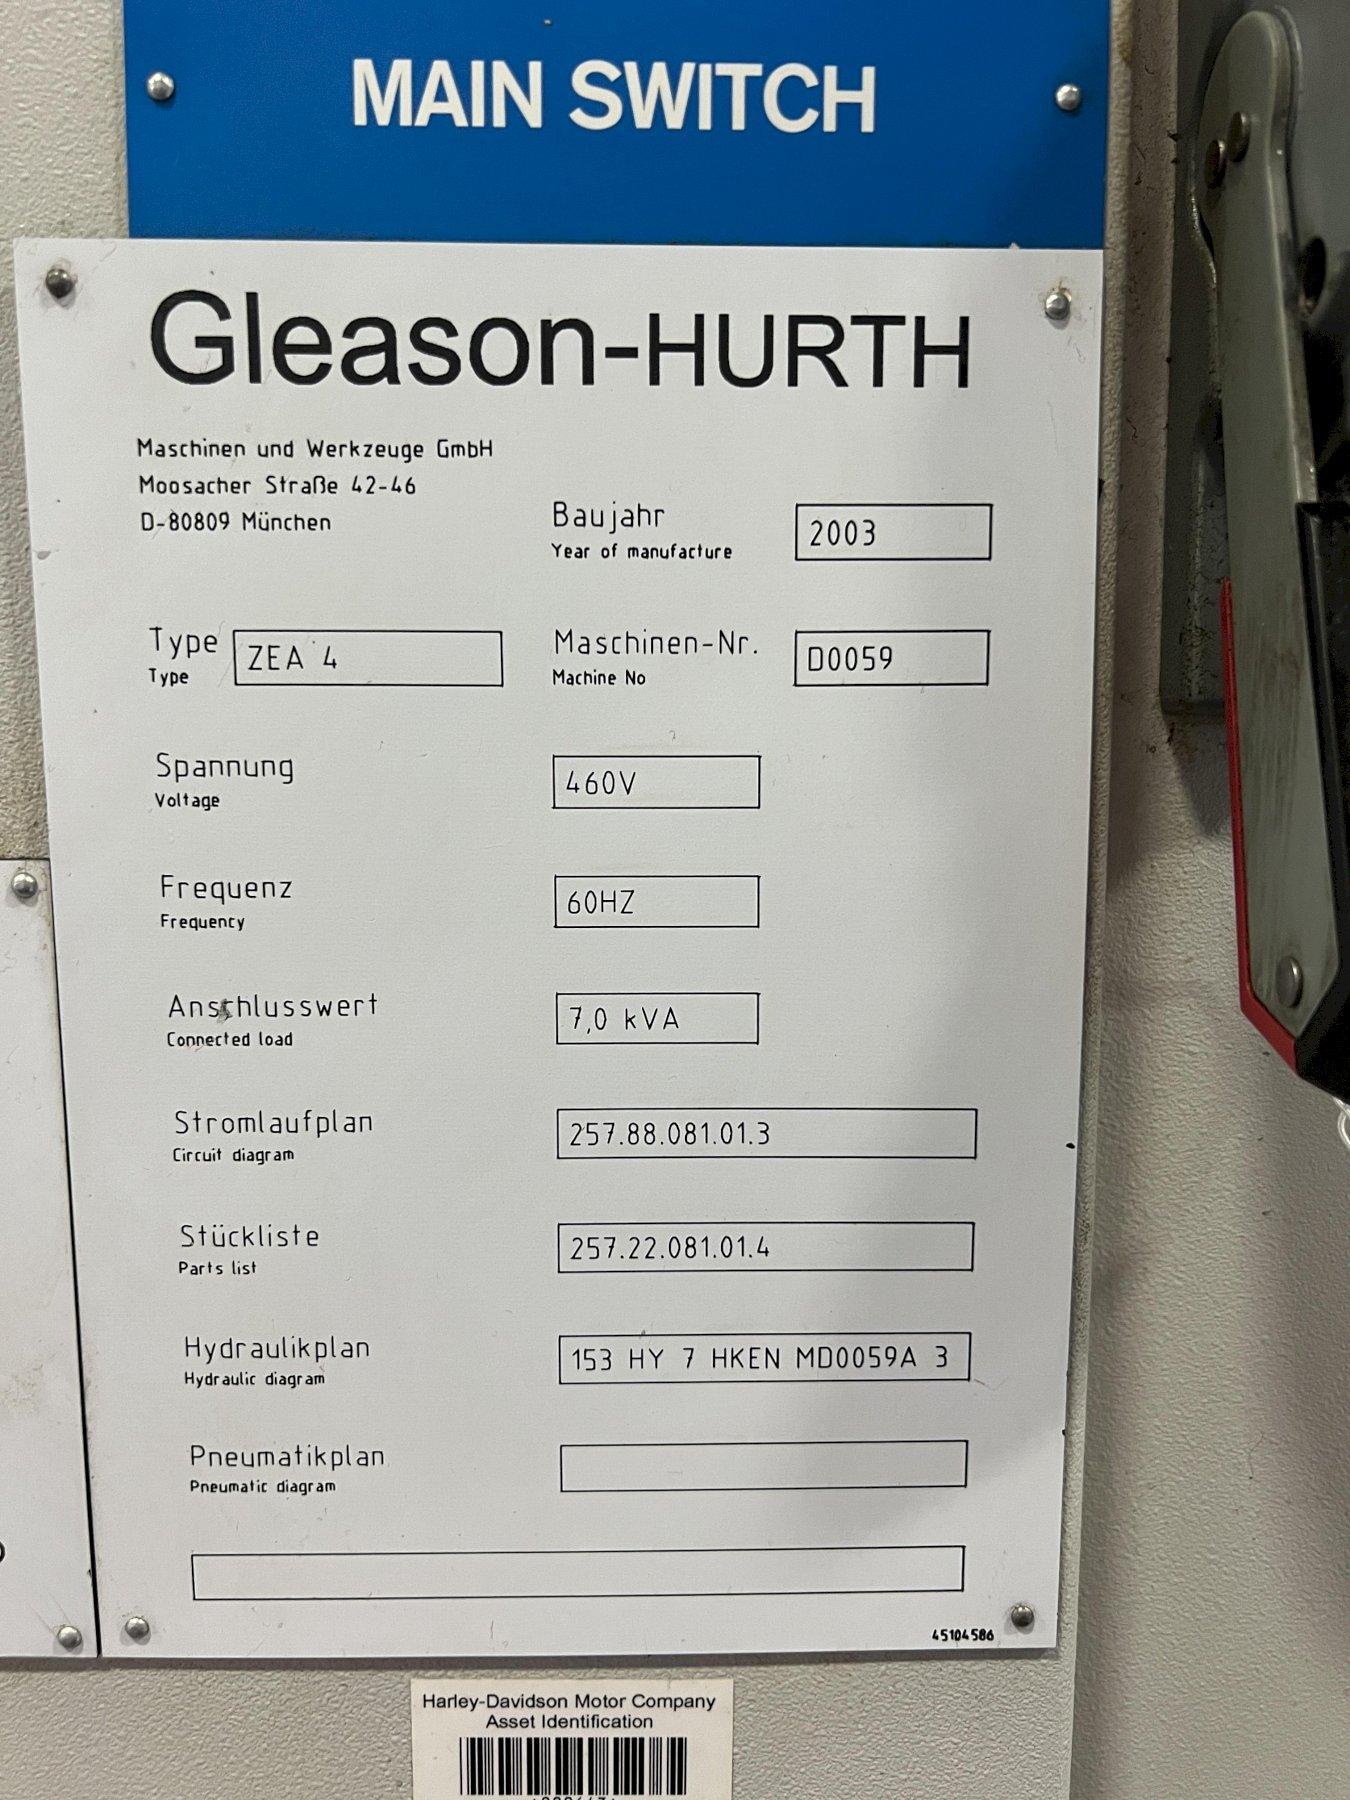 MAIN SWITCH
Gleason-HURTH
Maschinen und Werkzeuge GmbH
Moosacher Straße 42-46
D-80809 München
Baujahr
Year of manufacture
2003
Type
Type
ZEA 4
Maschinen-Nr.
Machine No
D0059
Spannung
Voltage
460V
Frequenz
Frequency
60HZ
Anschlusswert
Connected load
7,0 kVA
Stromlaufplan
Circuit diagram
257.88.081.01.3
Stückliste
Parts list
257.22.081.01.4
Hydraulikplan
Hydraulic diagram
153 HY 7 HKEN MD0059A 3
Pneumatikplan
Pneumatic diagram
45104586
Harley-Davidson Motor Company
Asset Identification